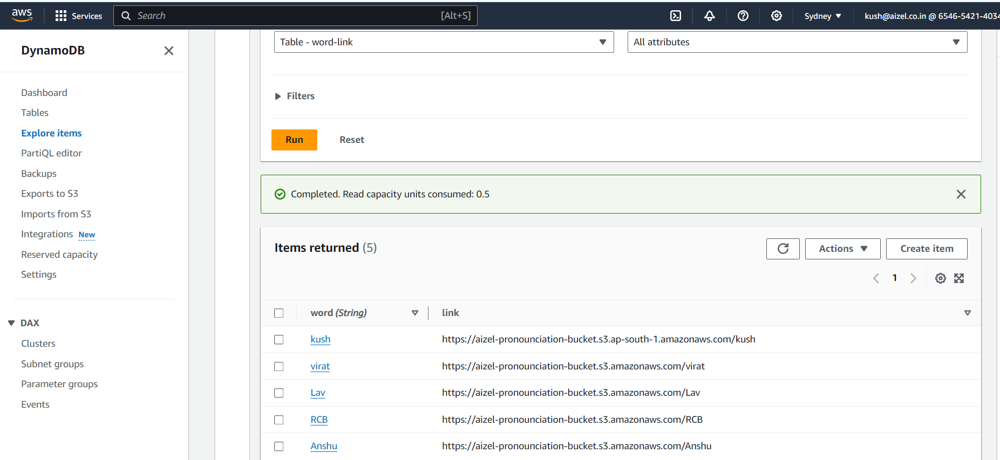 aws
Services
Search [Alt+S]
Sydney
kush@aizel.co.in @ 6546-5421-4034
DynamoDB
Dashboard
Tables
Explore items
PartiQL editor
Backups
Exports to S3
Imports from S3
Integrations New
Reserved capacity
Settings
DAX
Clusters
Subnet groups
Parameter groups
Events
Table - word-link
All attributes
Filters
Run Reset
Completed. Read capacity units consumed: 0.5
Items returned (5)
Actions
Create item
1
word (String) link
kush https://aizel-pronounciation-bucket.s3.ap-south-1.amazonaws.com/kush
virat https://aizel-pronounciation-bucket.s3.amazonaws.com/virat
Lav https://aizel-pronounciation-bucket.s3.amazonaws.com/Lav
RCB https://aizel-pronounciation-bucket.s3.amazonaws.com/RCB
Anshu https://aizel-pronounciation-bucket.s3.amazonaws.com/Anshu